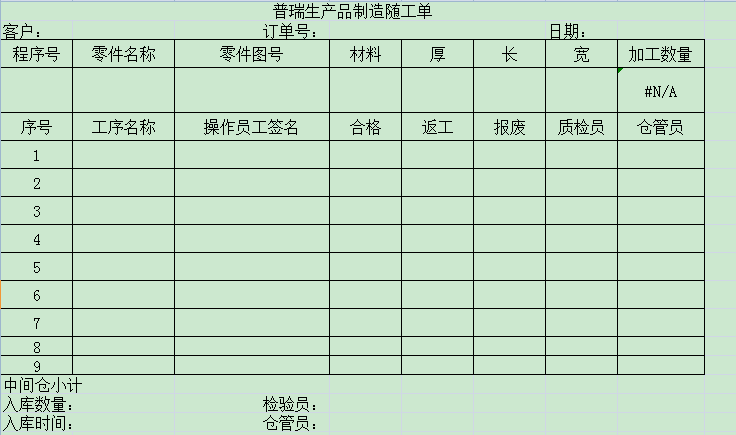 普瑞生产品制造随工单
客户: 订单号: 日期:
程序号 零件名称 零件图号 材料 厚 长 宽 加工数量
#N/A
序号 工序名称 操作员工签名 合格 返工 报废 质检员 仓管员
1
2
3
4
5
6
7
8
9
中间仓小计
入库数量: 检验员:
入库时间: 仓管员: